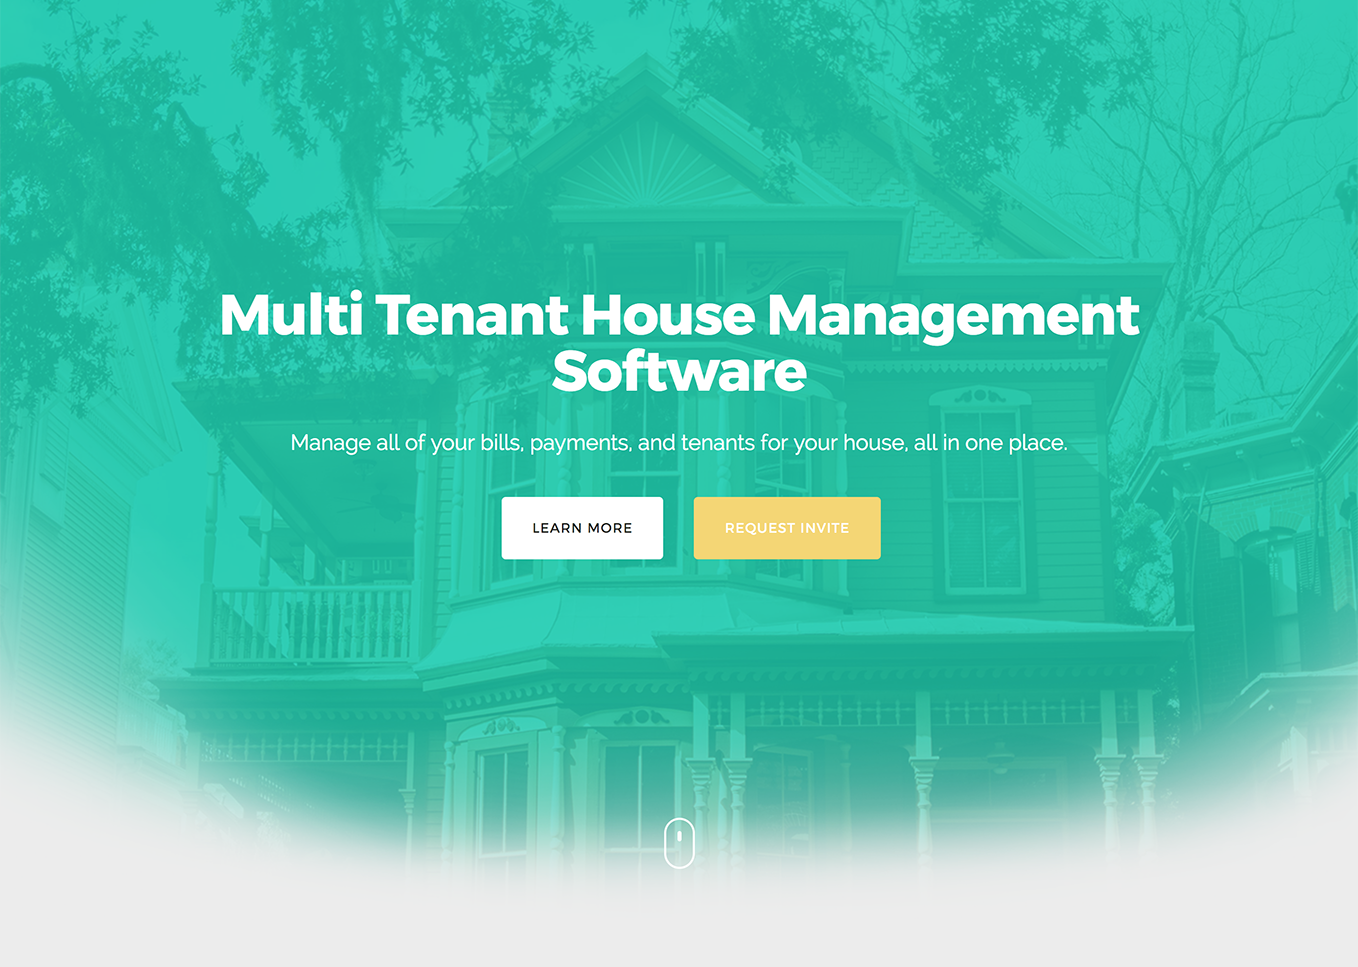 Multi Tenant House Management
Software
Manage all of your bills, payments, and tenants for your house, all in one place.
LEARN MORE
REQUEST INVITE